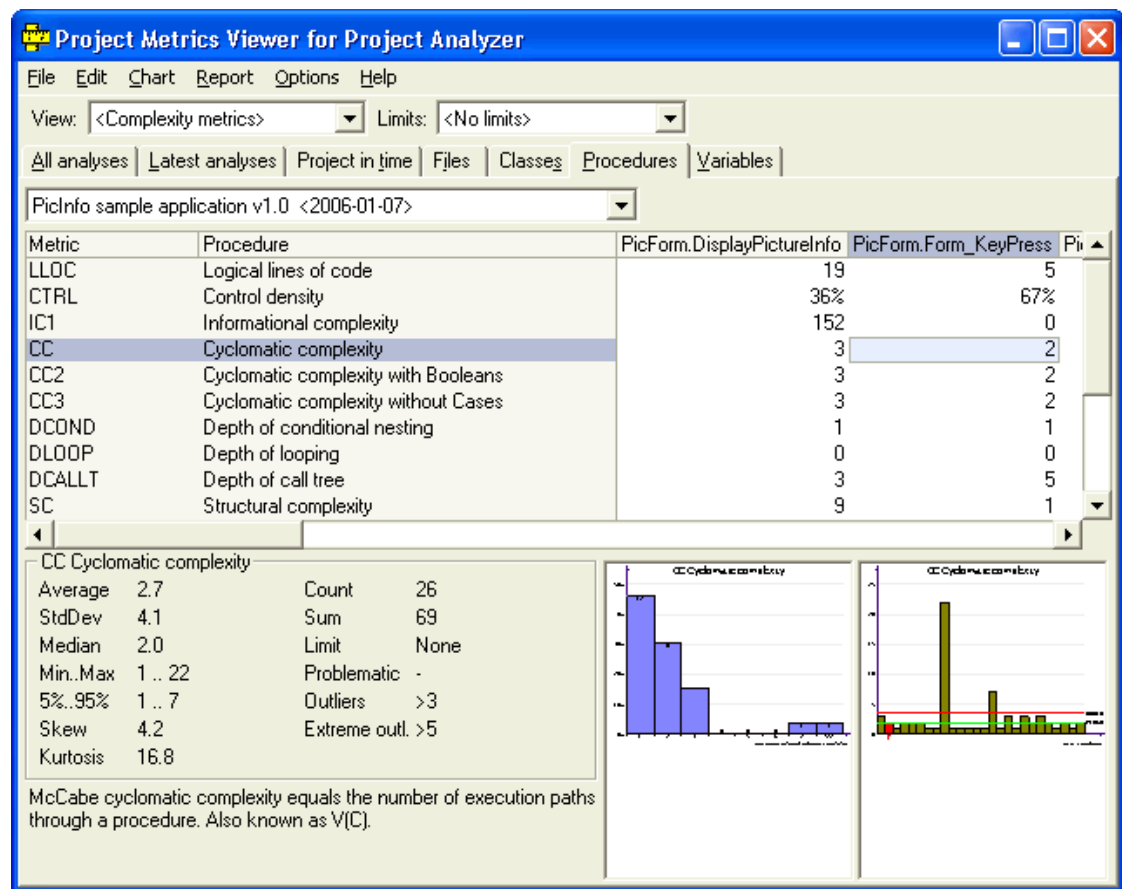 Project Metrics Viewer for Project Analyzer
File Edit Chart Report Options Help
View: <Complexity metrics> Limits: <No limits>
All analyses Latest analyses Project in time Files Classes Procedures Variables
PicInfo sample application v1.0 <2006-01-07>
Metric Procedure PicForm.DisplayPictureInfo PicForm.Form_KeyPress
LLOC Logical lines of code 19 5
CTRL Control density 36% 67%
IC1 Informational complexity 152 0
CC Cyclomatic complexity 3 2
CC2 Cyclomatic complexity with Booleans 3 2
CC3 Cyclomatic complexity without Cases 3 2
DCOND Depth of conditional nesting 1 1
DLOOP Depth of looping 0 0
DCALLT Depth of call tree 3 5
SC Structural complexity 9 1
CC Cyclomatic complexity
Average 2.7 Count 26
StdDev 4.1 Sum 69
Median 2.0 Limit None
Min..Max 1 .. 22 Problematic -
5%..95% 1 .. 7 Outliers >3
Skew 4.2 Extreme outl. >5
Kurtosis 16.8
McCabe cyclomatic complexity equals the number of execution paths
through a procedure. Also known as V(C).
CC Cyclomatic complexity
CC Cyclomatic complexity